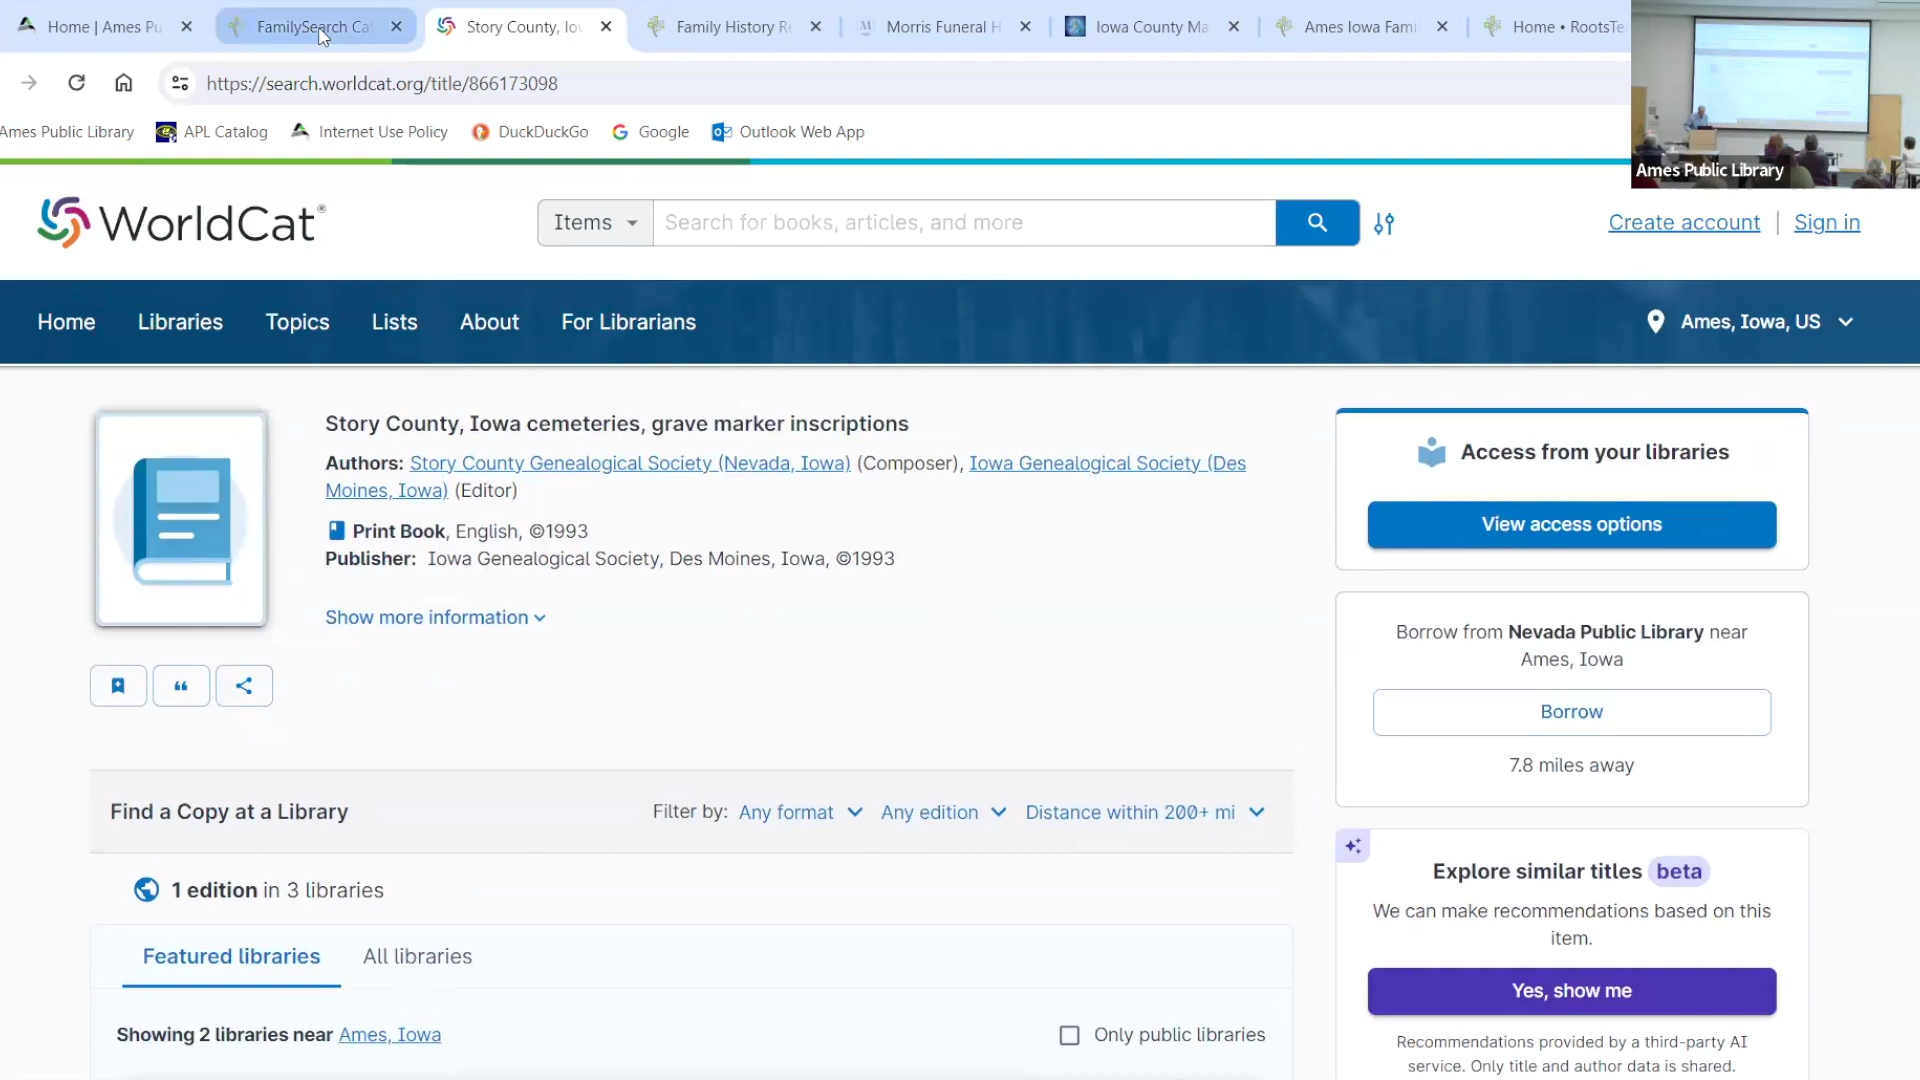 Home | Ames Pu
FamilySearch Cat
Story County, Iow
Family History Re
Morris Funeral H
Iowa County Ma
Ames Iowa Fami
Home • RootsTe
https://search.worldcat.org/title/866173098
Ames Public Library
APL Catalog
Internet Use Policy
DuckDuckGo
Google
Outlook Web App
Ames Public Library
WorldCat®
Items
Search for books, articles, and more
Create account | Sign in
Home
Libraries
Topics
Lists
About
For Librarians
Ames, Iowa, US
Story County, Iowa cemeteries, grave marker inscriptions
Authors: Story County Genealogical Society (Nevada, Iowa) (Composer), Iowa Genealogical Society (Des
Moines, Iowa) (Editor)
Print Book, English, ©1993
Publisher: Iowa Genealogical Society, Des Moines, Iowa, ©1993
Show more information
Access from your libraries
View access options
Borrow from Nevada Public Library near
Ames, Iowa
Borrow
7.8 miles away
Find a Copy at a Library
Filter by: Any format Any edition Distance within 200+ mi
1 edition in 3 libraries
Featured libraries
All libraries
Showing 2 libraries near Ames, Iowa
Only public libraries
Explore similar titles beta
We can make recommendations based on this
item.
Yes, show me
Recommendations provided by a third-party AI
service. Only title and author data is shared.